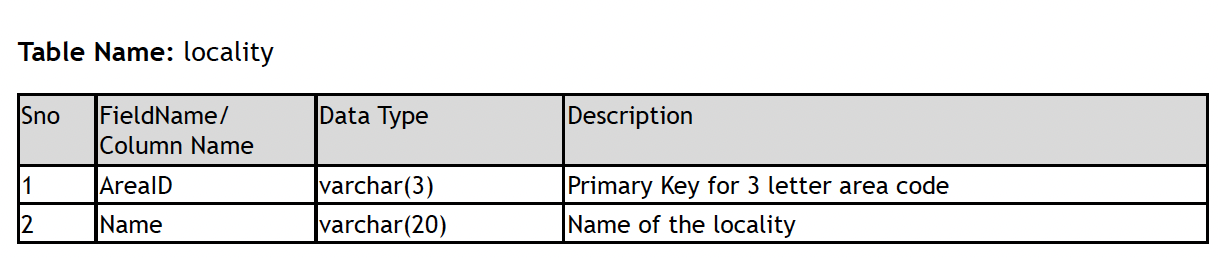 Table Name: locality
Sno FieldName/ Data Type Description
Column Name
1 AreaID varchar(3) Primary Key for 3 letter area code
2 Name varchar(20) Name of the locality